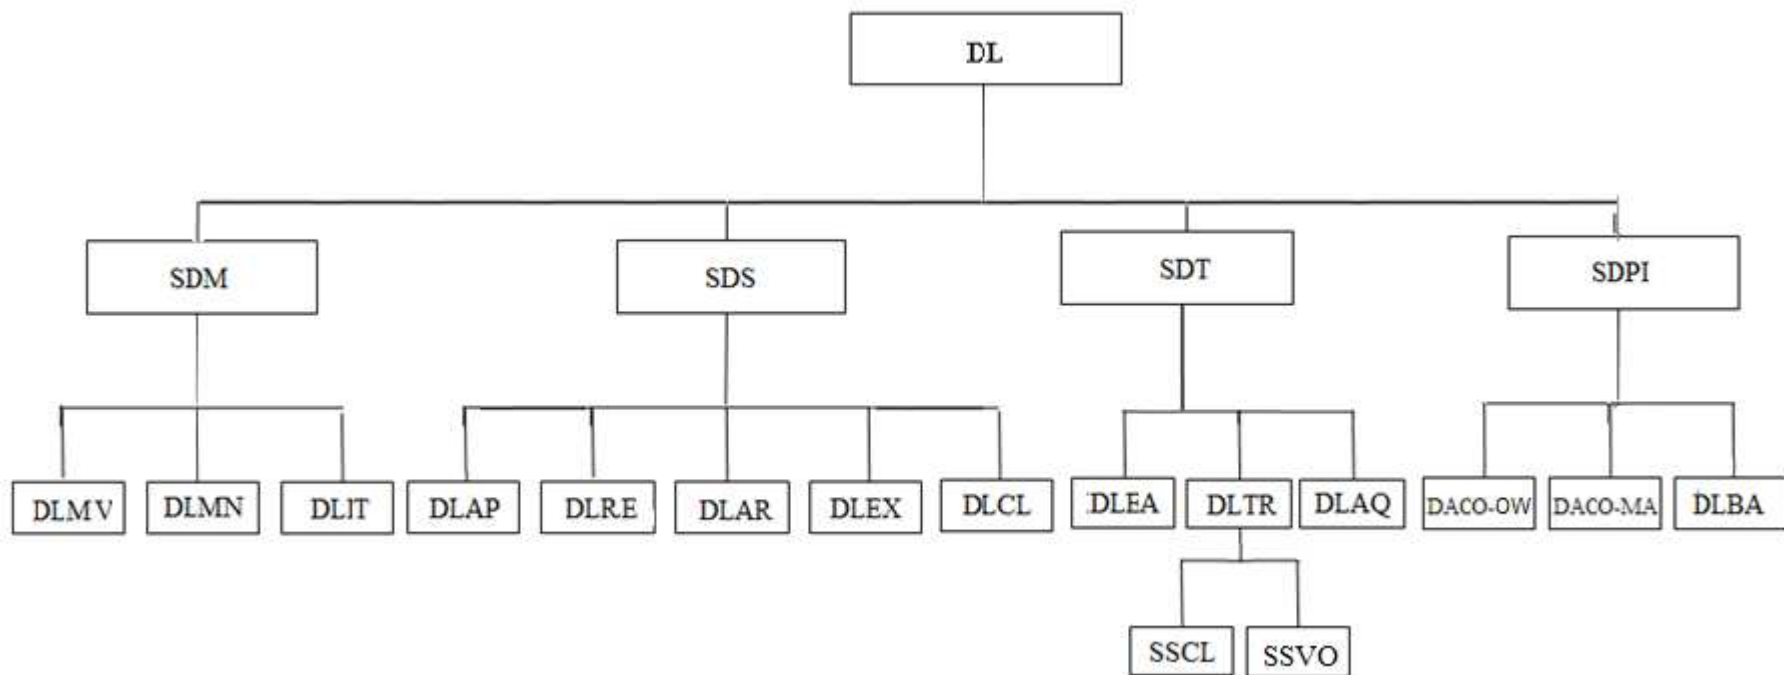 DL
SDM
SDS
SDT
SDPI
DLMV
DLMN
DLIT
DLAP
DLRE
DLAR
DLEX
DLCL
DLEA
DLTR
DLAQ
DACO-OW
DACO-MA
DLBA
SSCL
SSVO